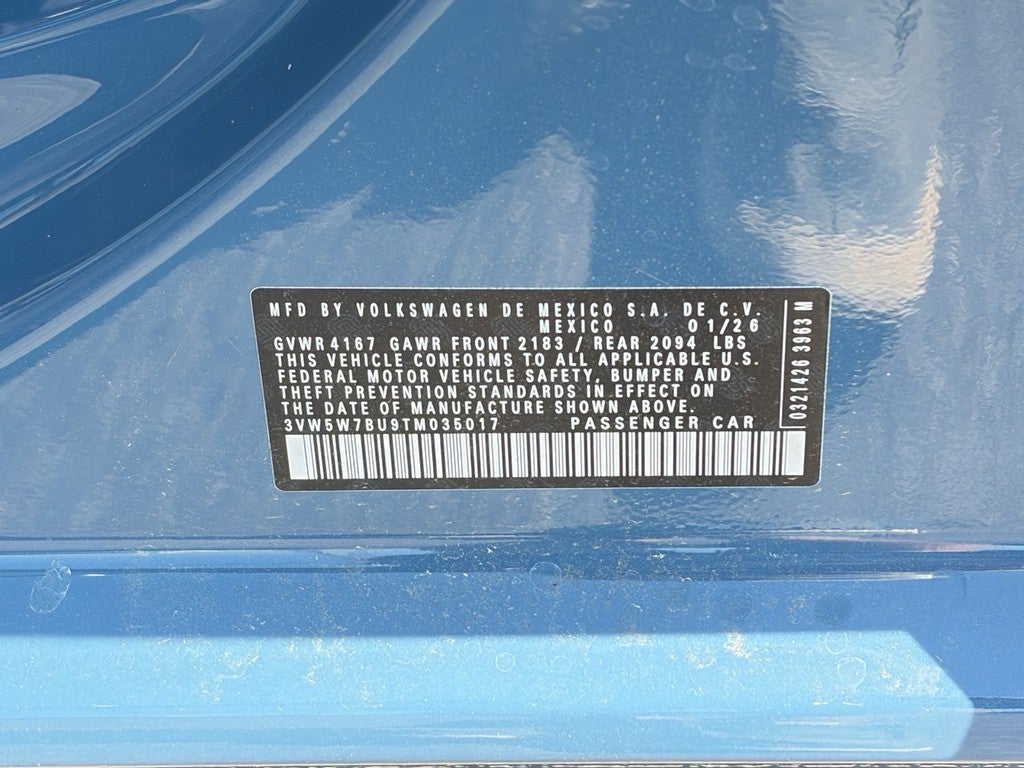 MFD BY VOLKSWAGEN DE MEXICO S.A. DE C.V.
MEXICO 01/26
GVWR 4167 GAWR FRONT 2183 / REAR 2094 LBS
THIS VEHICLE CONFORMS TO ALL APPLICABLE U.S.
FEDERAL MOTOR VEHICLE SAFETY, BUMPER AND
THEFT PREVENTION STANDARDS IN EFFECT ON
THE DATE OF MANUFACTURE SHOWN ABOVE.
3VW5W7BU9TM035017 PASSENGER CAR
0321426 3963 M